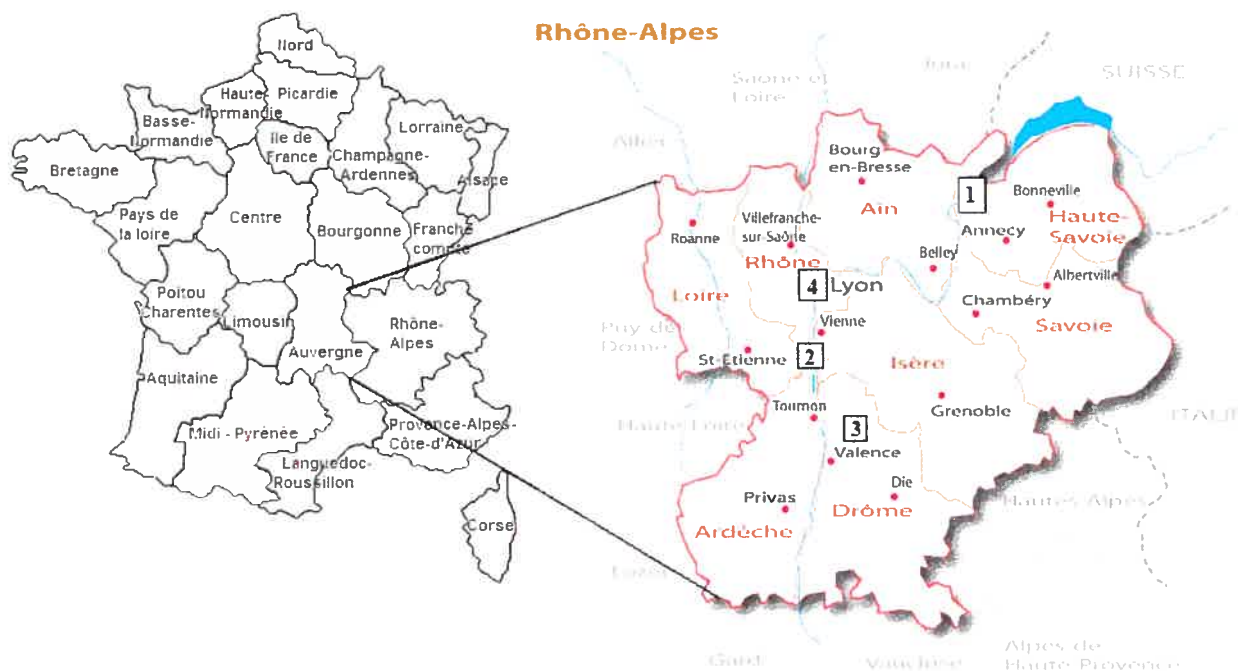 Rhône-Alpes
Nord
Haute-
Normandie
Picardie
Basse-
Normandie
Ile de
France
Lorraine
Champagne-
Ardennes
Alsace
Bretagne
Pays de
la loire
Centre
Bourgonne
Franche
compté
Poitou
Charentes
Limousin
Auvergne
Rhône-
Alpes
Aquitaine
Midi - Pyrénée
Languedoc-
Roussillon
Provence-Alpes-
Côte-d'Azur
Corse
Saône et
Loire
Jura
SUISSE
Allier
Bourg
en-Bresse
Ain
1
Bonneville
Haute-
Savoie
Annecy
Roanne
Villefranche-
sur-Saône
Rhône
Belley
Albertville
Loire
4
Lyon
Chambéry
Savoie
Vienne
Puy de
Dome
St-Etienne
2
Isère
Grenoble
ITALIE
Tournon
Haute Loire
3
Valence
Privas
Die
Drôme
Ardèche
Hautes Alpes
Lozère
Gard
Vaucluse
Alpes de
Haute Provence